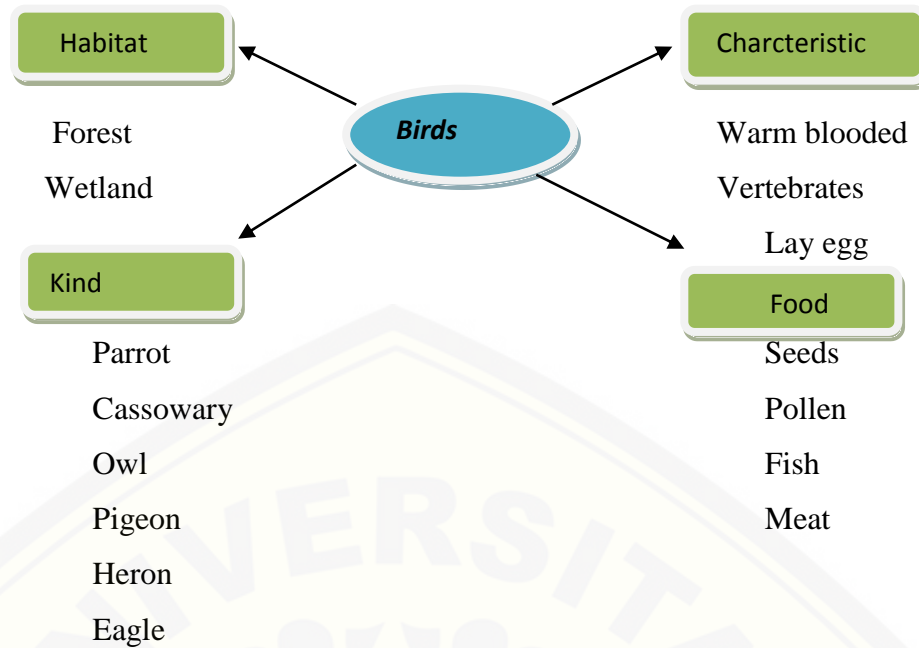 Habitat
Charcteristic
Birds
Forest
Wetland
Warm blooded
Vertebrates
Lay egg
Kind
Parrot
Cassowary
Owl
Pigeon
Heron
Eagle
Food
Seeds
Pollen
Fish
Meat